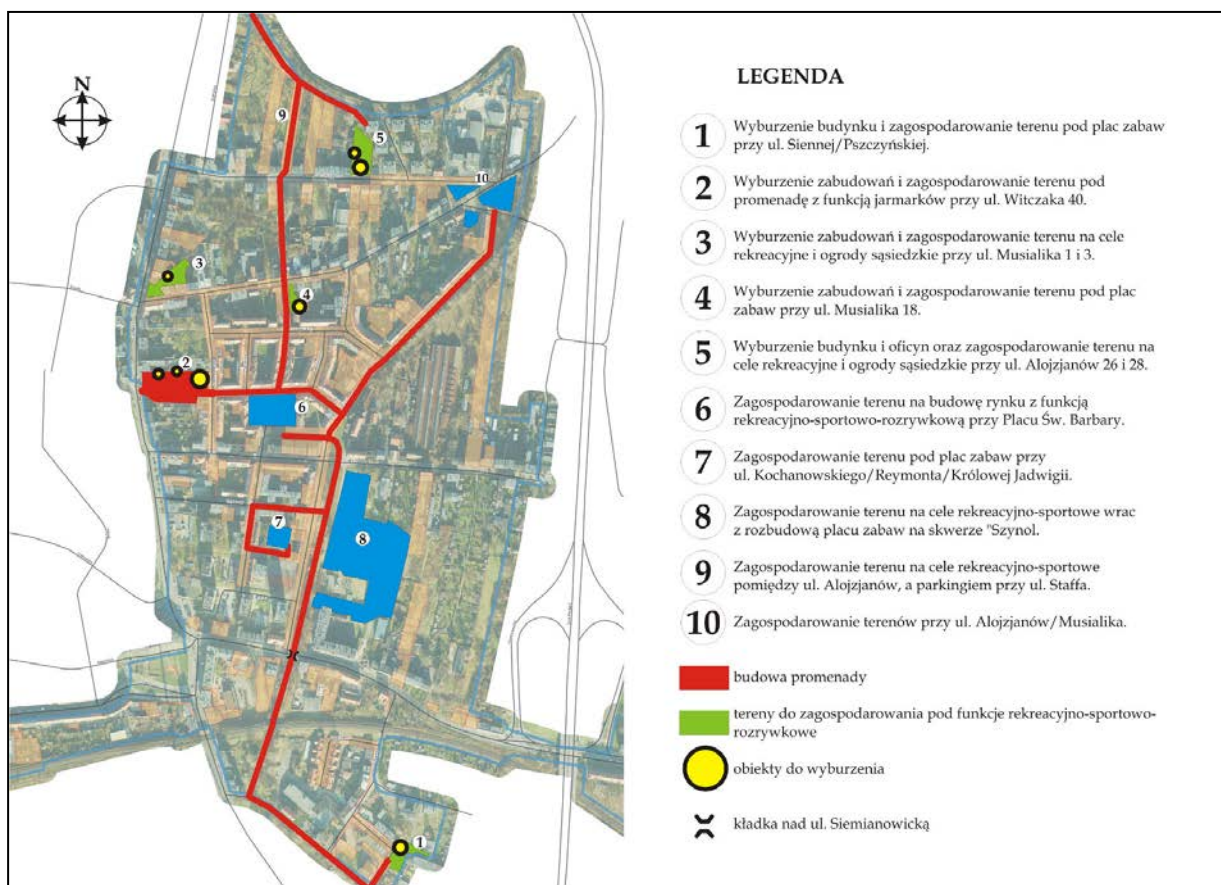 N
9
5
10
3
4
2
6
7
8
1
LEGENDA
1 Wyburzenie budynku i zagospodarowanie terenu pod plac zabaw
przy ul. Siennej/Pszczyńskiej.
2 Wyburzenie zabudowań i zagospodarowanie terenu pod
promenadę z funkcją jarmarków przy ul. Witczaka 40.
3 Wyburzenie zabudowań i zagospodarowanie terenu na cele
rekreacyjne i ogrody sąsiedzkie przy ul. Musialika 1 i 3.
4 Wyburzenie zabudowań i zagospodarowanie terenu pod plac
zabaw przy ul. Musialika 18.
5 Wyburzenie budynku i oficyn oraz zagospodarowanie terenu na
cele rekreacyjne i ogrody sąsiedzkie przy ul. Alojzjanów 26 i 28.
6 Zagospodarowanie terenu na budowę rynku z funkcją
rekreacyjno-sportowo-rozrywkową przy Placu Św. Barbary.
7 Zagospodarowanie terenu pod plac zabaw przy
ul. Kochanowskiego/Reymonta/Królowej Jadwigii.
8 Zagospodarowanie terenu na cele rekreacyjno-sportowe wrac
z rozbudową placu zabaw na skwerze "Szynol.
9 Zagospodarowanie terenu na cele rekreacyjno-sportowe
pomiędzy ul. Alojzjanów, a parkingiem przy ul. Staffa.
10 Zagospodarowanie terenów przy ul. Alojzjanów/Musialika.
budowa promenady
tereny do zagospodarowania pod funkcje rekreacyjno-sportowo-
rozrywkowe
obiekty do wyburzenia
kładka nad ul. Siemianowicką